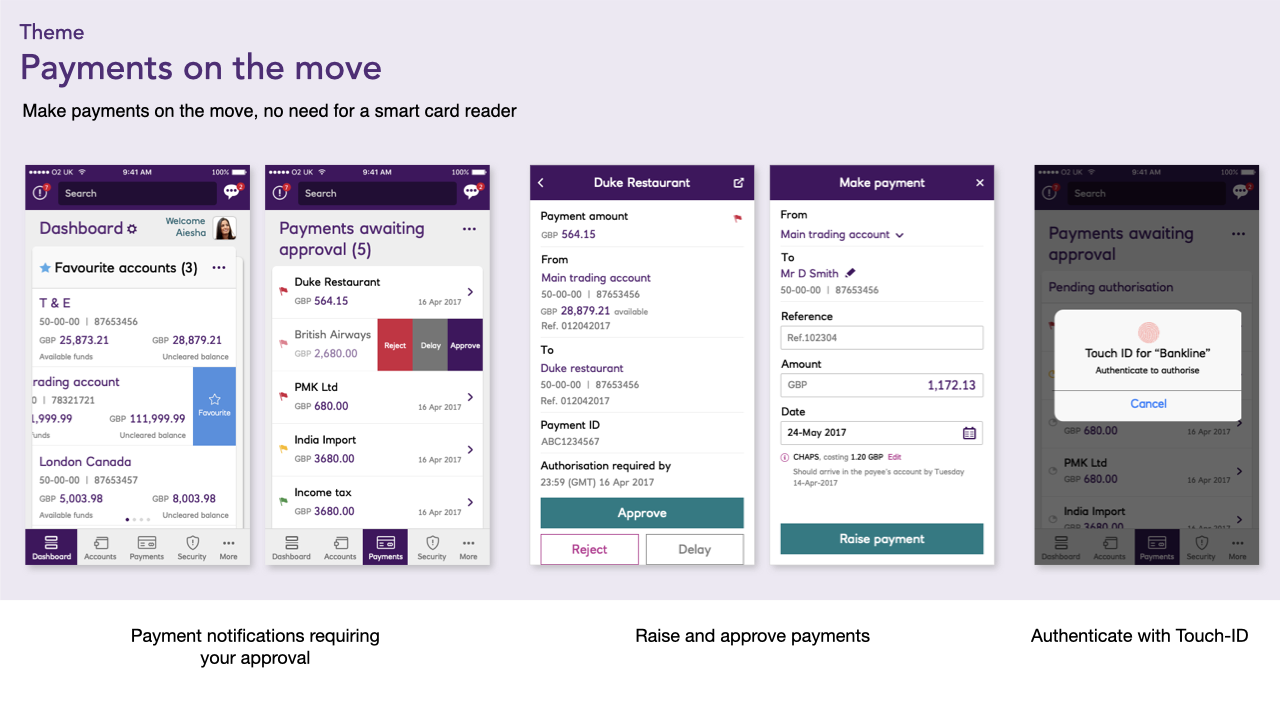 Theme
Payments on the move
Make payments on the move, no need for a smart card reader
O2 UK 9:41 AM 100%
Search
2
Dashboard
Welcome
Aiesha
Favourite accounts (3)
T & E
50-00-00 | 87653456
GBP 25,873.21 GBP 28,879.21
Available funds Uncleared balance
rading account
0 | 78321721
1,999.99 GBP 111,999.99
unds Uncleared balance
Favourite
London Canada
50-00-00 | 87653457
GBP 5,003.98 GBP 8,003.98
Available funds Uncleared balance
Dashboard Accounts Payments Security More
O2 UK 9:41 AM 100%
Search
2
Payments awaiting
approval (5)
Duke Restaurant
GBP 564.15 16 Apr 2017
British Airways
GBP 2,680.00
Reject Delay Approve
PMK Ltd
GBP 680.00 16 Apr 2017
India Import
GBP 3680.00 16 Apr 2017
Income tax
GBP 3680.00 16 Apr 2017
Dashboard Accounts Payments Security More
Duke Restaurant
Payment amount
GBP 564.15
From
Main trading account
50-00-00 | 87653456
GBP 28,879.21 available
Ref. 012042017
To
Duke restaurant
50-00-00 | 87653456
Ref. 012042017
Payment ID
ABC1234567
Authorisation required by
23:59 (GMT) 16 Apr 2017
Approve
Reject Delay
Make payment
From
Main trading account
To
Mr D Smith
50-00-00 | 87653456
Reference
Ref.102304
Amount
GBP 1,172.13
Date
24-May 2017
CHAPS, costing 1.20 GBP Edit
Should arrive in the payee's account by Tuesday
14-Apr-2017
Raise payment
O2 UK 9:41 AM 100%
Search
Payments awaiting
approval
Pending authorisation
Touch ID for “Bankline”
Authenticate to authorise
Cancel
GBP 680.00 16 Apr 2017
PMK Ltd
GBP 680.00 16 Apr 2017
India Import
GBP 3680.00 16 Apr 2017
Dashboard Accounts Payments Security More
Payment notifications requiring
your approval
Raise and approve payments
Authenticate with Touch-ID